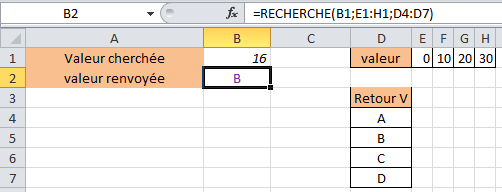 B2 fx =RECHERCHE(B1;E1:H1;D4:D7)
A B C D E F G H
1 Valeur cherchée 16 valeur 0 10 20 30
2 valeur renvoyée B
3 Retour V
4 A
5 B
6 C
7 D